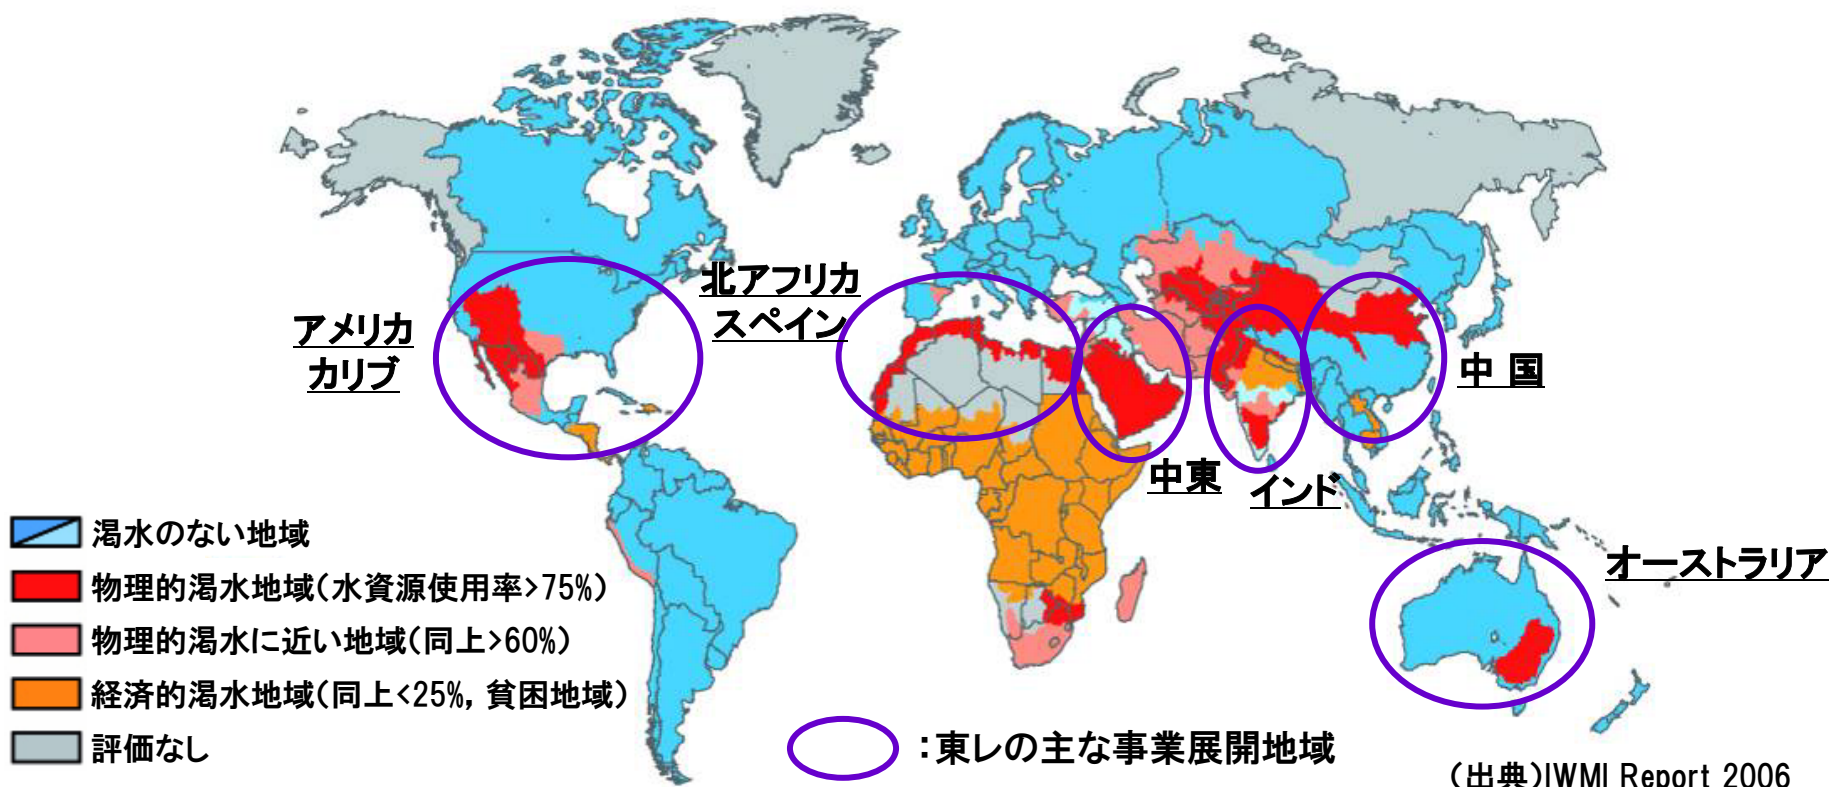 北アフリカ
スペイン
アメリカ
カリブ
中国
中東
インド
オーストラリア
渇水のない地域
物理的渇水地域(水資源使用率>75%)
物理的渇水に近い地域(同上>60%)
経済的渇水地域(同上<25%, 貧困地域)
評価なし
:東レの主な事業展開地域
(出典)IWMI Report 2006